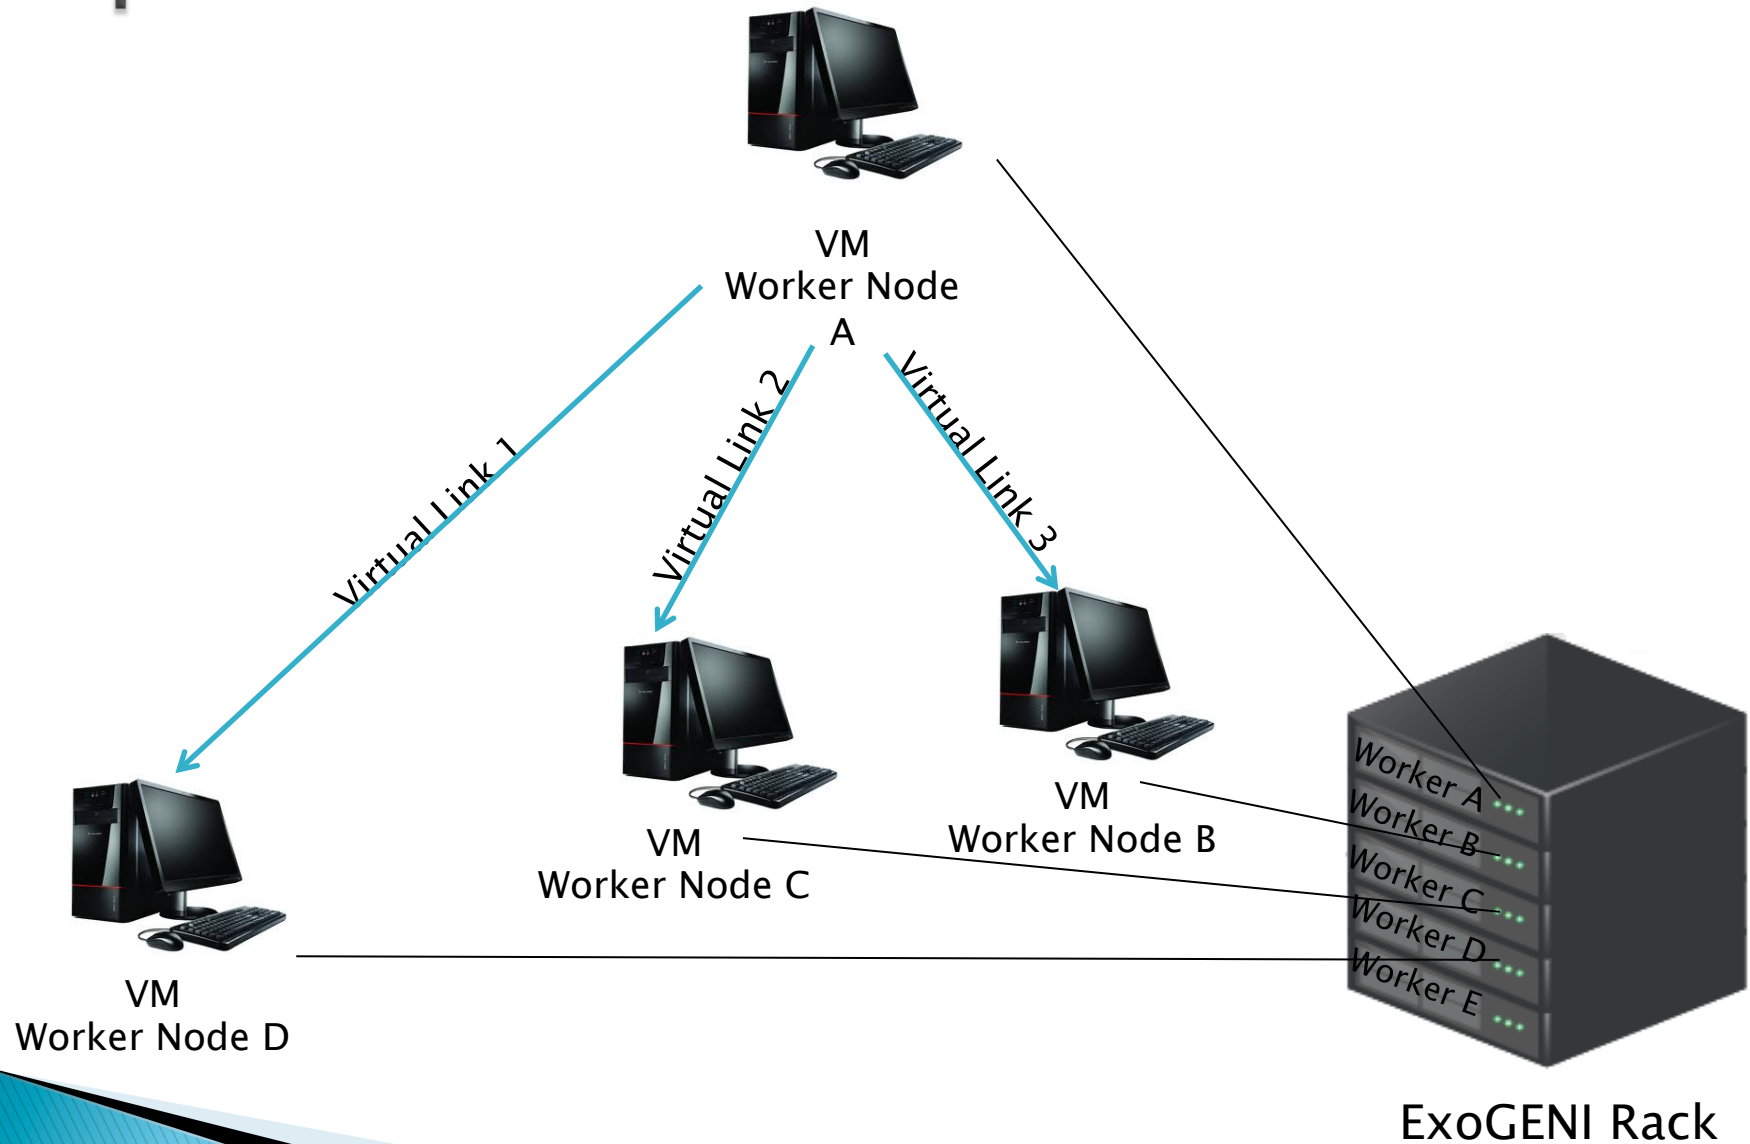 VM
Worker Node
A
Virtual Link 1
Virtual Link 2
Virtual Link 3
VM
Worker Node B
VM
Worker Node C
VM
Worker Node D
Worker A
Worker B
Worker C
Worker D
Worker E
ExoGENI Rack